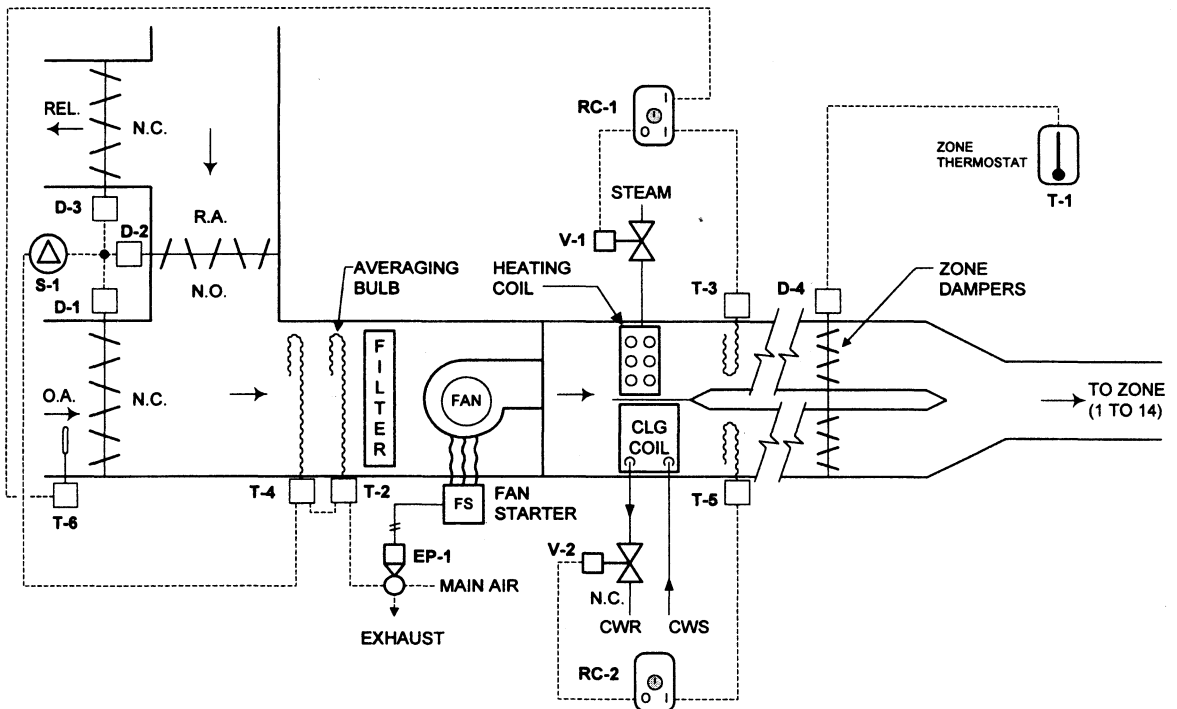 RC-1
I
O I
REL.
N.C.
ZONE
THERMOSTAT
T-1
STEAM
D-3
R.A.
D-2
V-1
S-1
N.O.
AVERAGING
BULB
HEATING
COIL
T-3
D-4
ZONE
DAMPERS
D-1
FILTER
O.A.
N.C.
FAN
CLG
COIL
TO ZONE
(1 TO 14)
T-6
T-4
T-2
FS
FAN
STARTER
T-5
EP-1
V-2
MAIN AIR
N.C.
EXHAUST
CWR
CWS
RC-2
O I